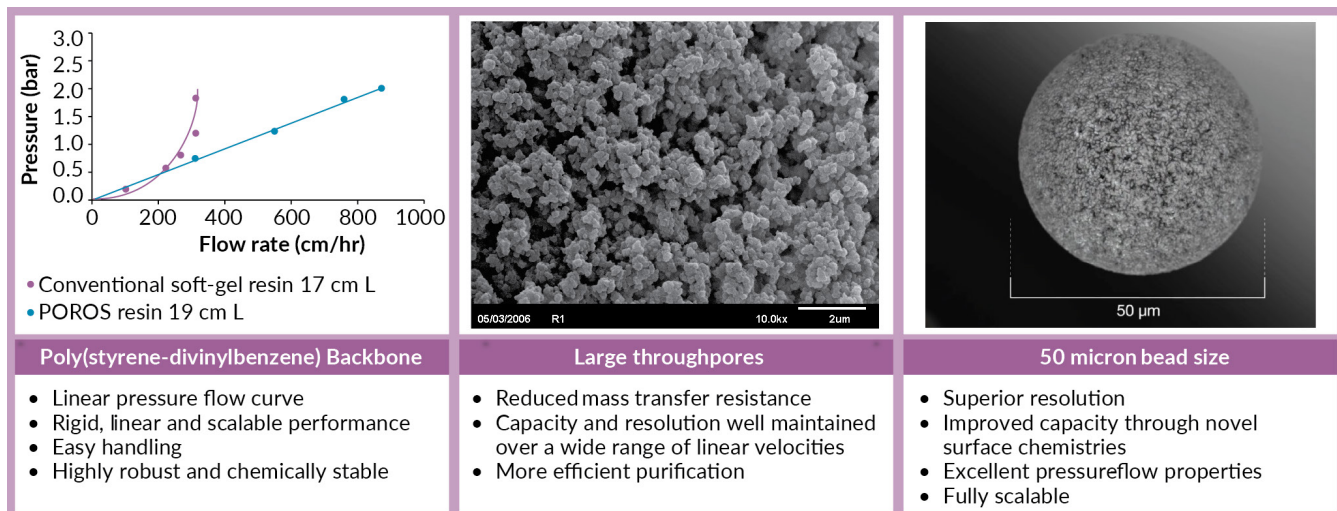 3.0
2.5
2.0
1.5
1.0
0.5
0.0
Pressure (bar)
0 200 400 600 800 1000
Flow rate (cm/hr)
Conventional soft-gel resin 17 cm L
POROS resin 19 cm L
Poly(styrene-divinylbenzene) Backbone
• Linear pressure flow curve
• Rigid, linear and scalable performance
• Easy handling
• Highly robust and chemically stable
05/03/2006 R1 10.0kx 2um
Large throughpores
• Reduced mass transfer resistance
• Capacity and resolution well maintained
over a wide range of linear velocities
• More efficient purification
50 µm
50 micron bead size
• Superior resolution
• Improved capacity through novel
surface chemistries
• Excellent pressureflow properties
• Fully scalable